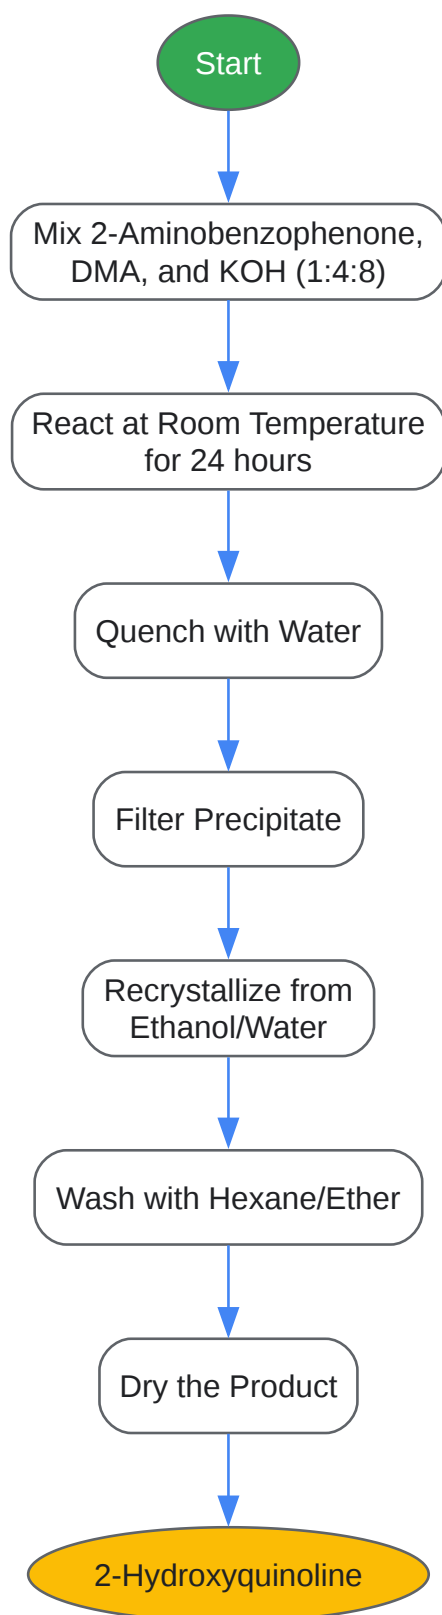 Start
Mix 2-Aminobenzophenone,
DMA, and KOH (1:4:8)
React at Room Temperature
for 24 hours
Quench with Water
Filter Precipitate
Recrystallize from
Ethanol/Water
Wash with Hexane/Ether
Dry the Product
2-Hydroxyquinoline